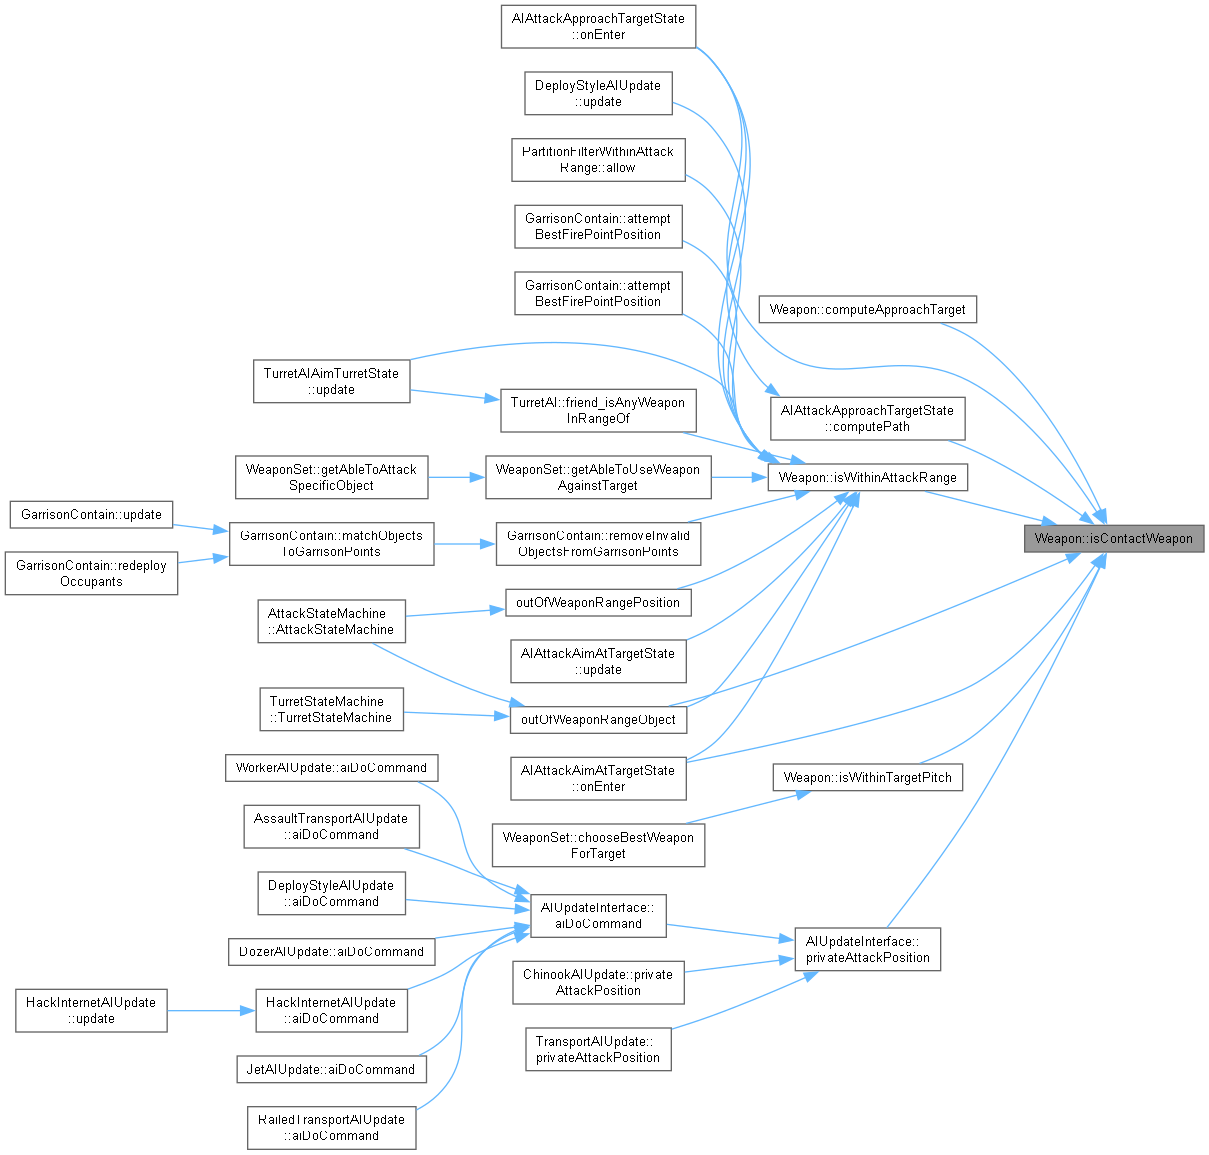 AIAttackApproachTargetState
::onEnter
DeployStyleAIUpdate
::update
PartitionFilterWithinAttack
Range::allow
GarrisonContain::attempt
BestFirePointPosition
GarrisonContain::attempt
BestFirePointPosition
Weapon::computeApproachTarget
TurretAIAimTurretState
::update
TurretAI::friend_isAnyWeapon
InRangeOf
AIAttackApproachTargetState
::computePath
WeaponSet::getAbleToAttack
SpecificObject
WeaponSet::getAbleToUseWeapon
AgainstTarget
Weapon::isWithinAttackRange
GarrisonContain::update
GarrisonContain::matchObjects
ToGarrisonPoints
GarrisonContain::removeInvalid
ObjectsFromGarrisonPoints
Weapon::isContactWeapon
GarrisonContain::redeploy
Occupants
outOfWeaponRangePosition
AttackStateMachine
::AttackStateMachine
AIAttackAimAtTargetState
::update
TurretStateMachine
::TurretStateMachine
outOfWeaponRangeObject
WorkerAIUpdate::aiDoCommand
AIAttackAimAtTargetState
::onEnter
Weapon::isWithinTargetPitch
AssaultTransportAIUpdate
::aiDoCommand
WeaponSet::chooseBestWeapon
ForTarget
DeployStyleAIUpdate
::aiDoCommand
AIUpdateInterface::
aiDoCommand
DozerAIUpdate::aiDoCommand
AIUpdateInterface::
privateAttackPosition
ChinookAIUpdate::private
AttackPosition
HackInternetAIUpdate
::update
HackInternetAIUpdate
::aiDoCommand
TransportAIUpdate::
privateAttackPosition
JetAIUpdate::aiDoCommand
RailedTransportAIUpdate
::aiDoCommand